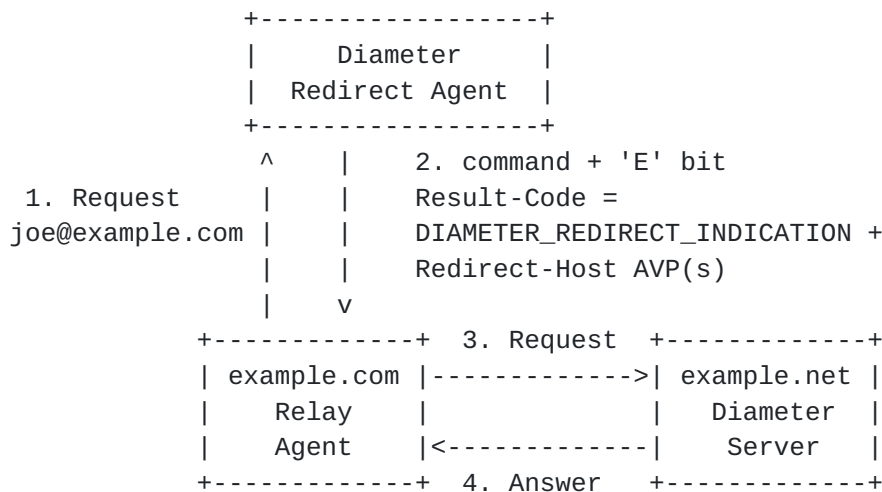 Diameter
Redirect Agent
2. command + 'E' bit
1. Request Result-Code =
joe@example.com DIAMETER_REDIRECT_INDICATION +
Redirect-Host AVP(s)
3. Request
example.com example.net
Relay Diameter
Agent Server
4. Answer